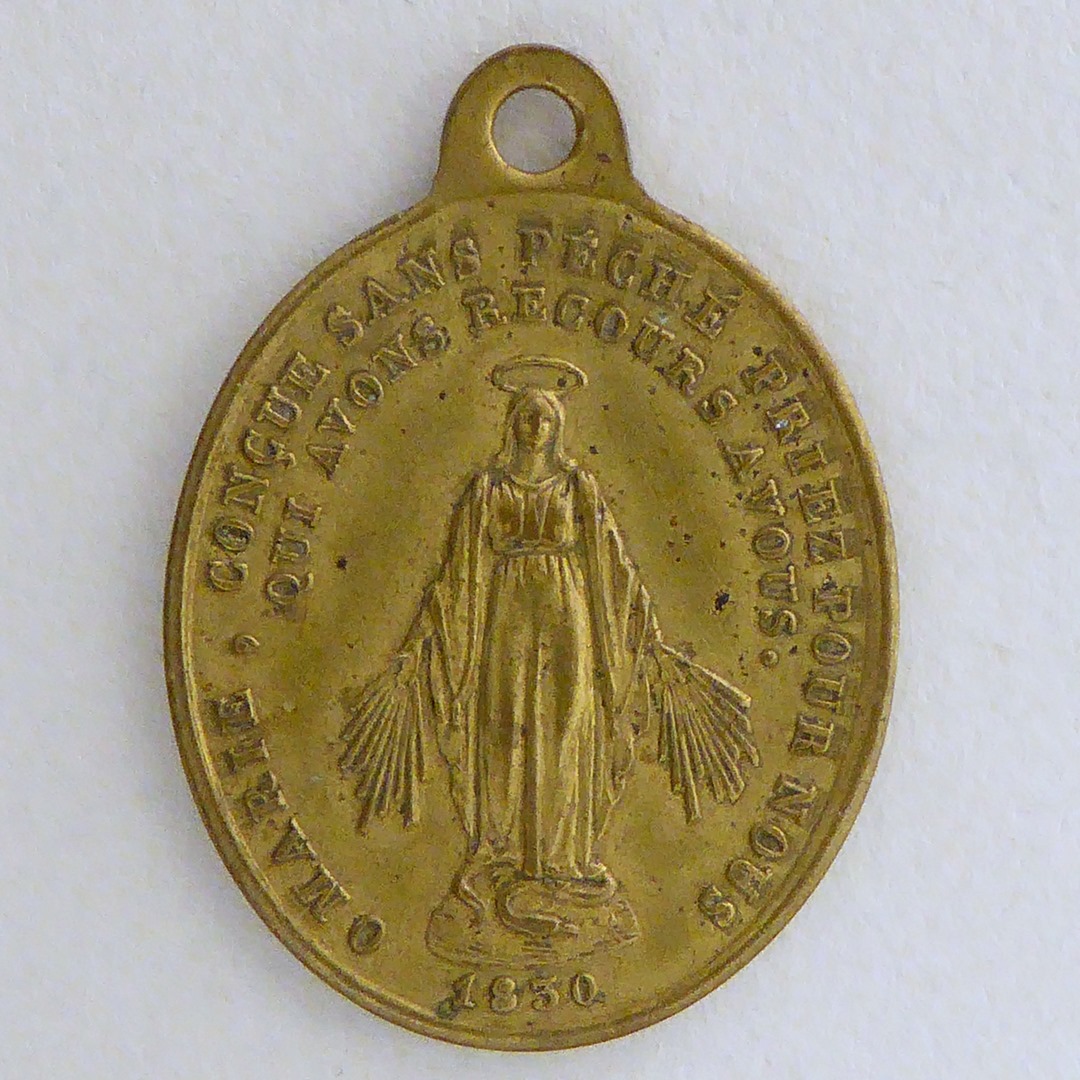 O MARIE . CONÇUE SANS PÉCHÉ PRIEZ POUR NOUS
QUI AVONS RECOURS A VOUS.
1830